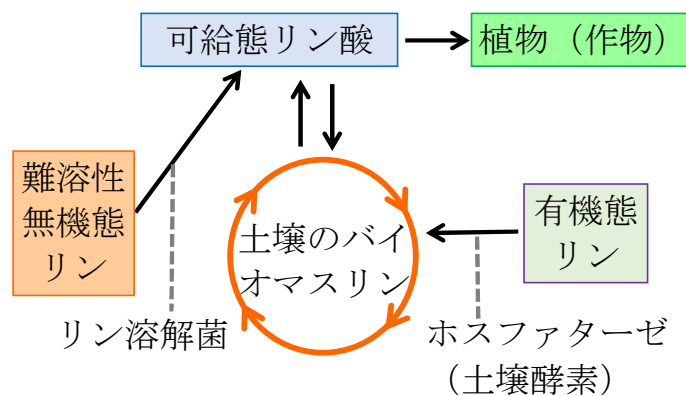 可給態リン酸
植物（作物）
難溶性
無機態
リン
土壌のバイ
オマスリン
有機態
リン
リン溶解菌
ホスファターゼ
（土壌酵素）